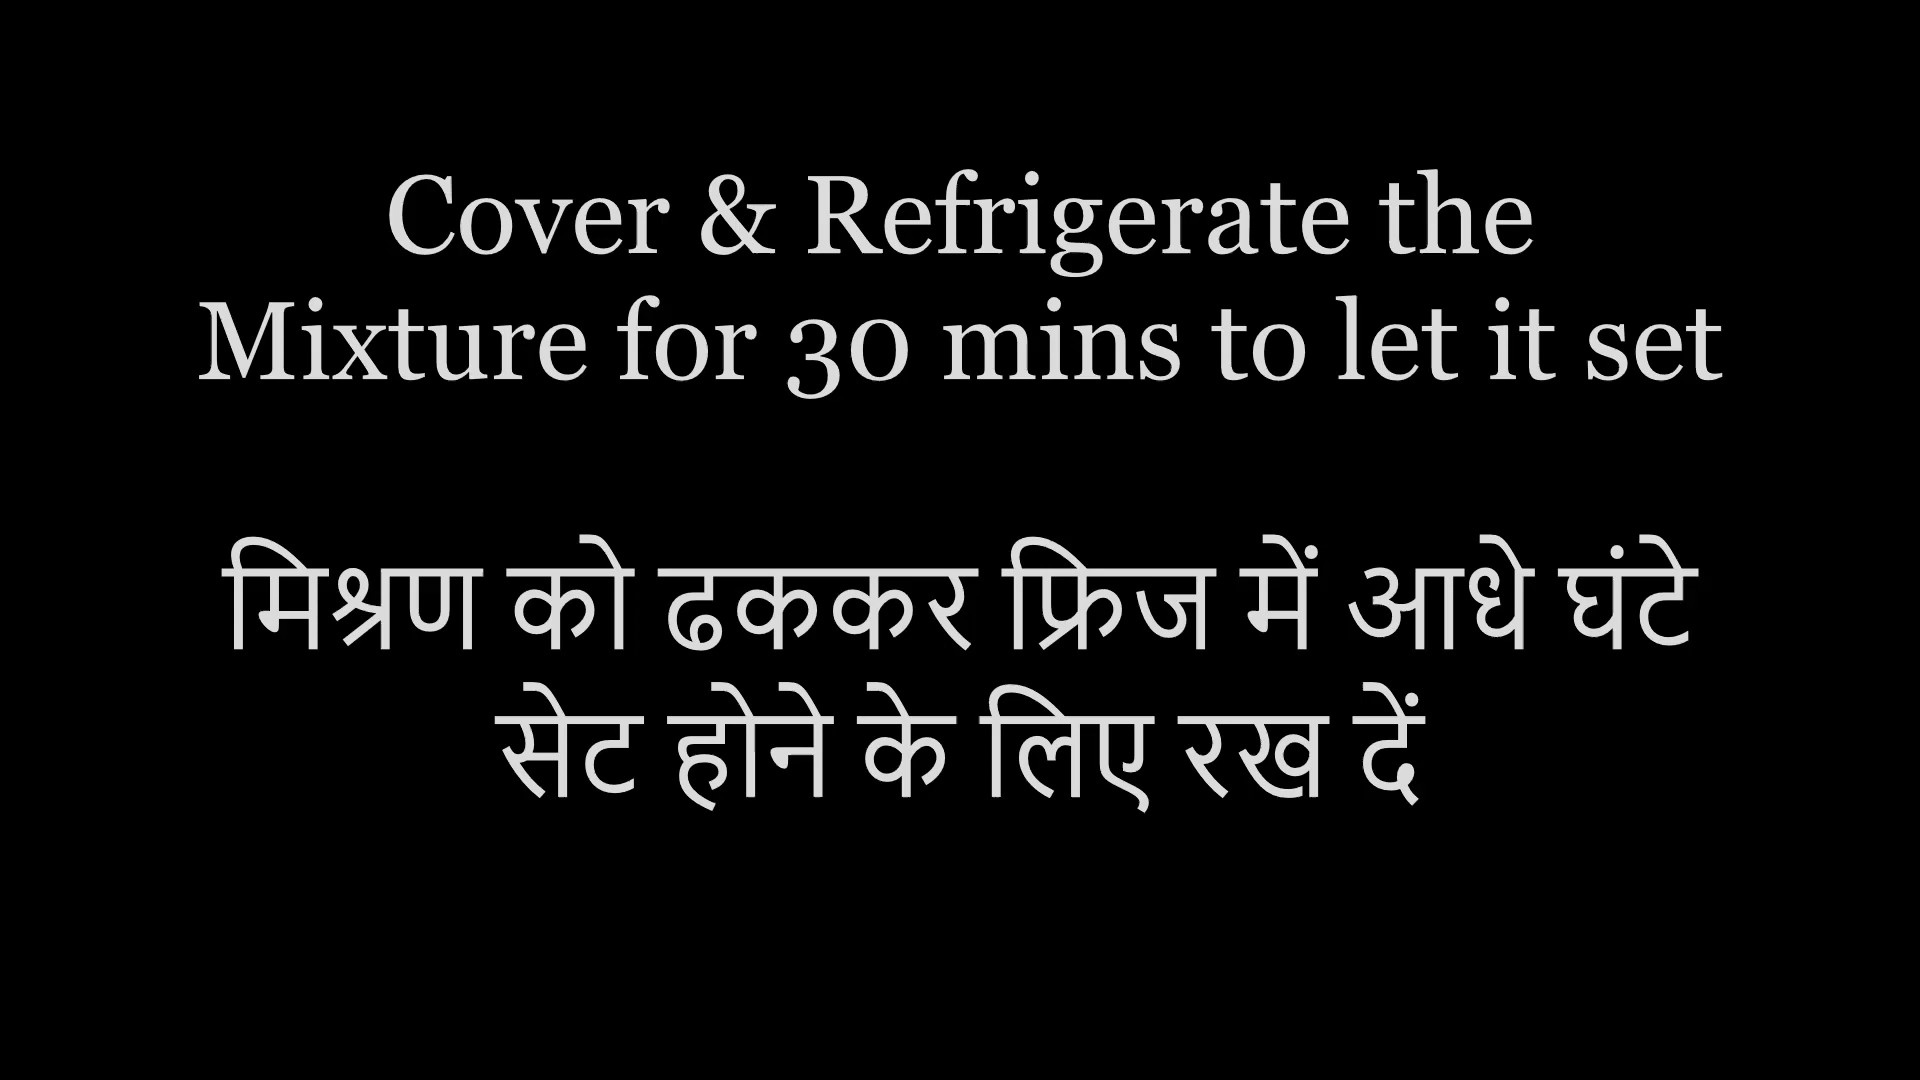 Cover & Refrigerate the
Mixture for 30 mins to let it set
मिश्रण को ढककर फ्रिज में आधे घंटे
सेट होने के लिए रख दें